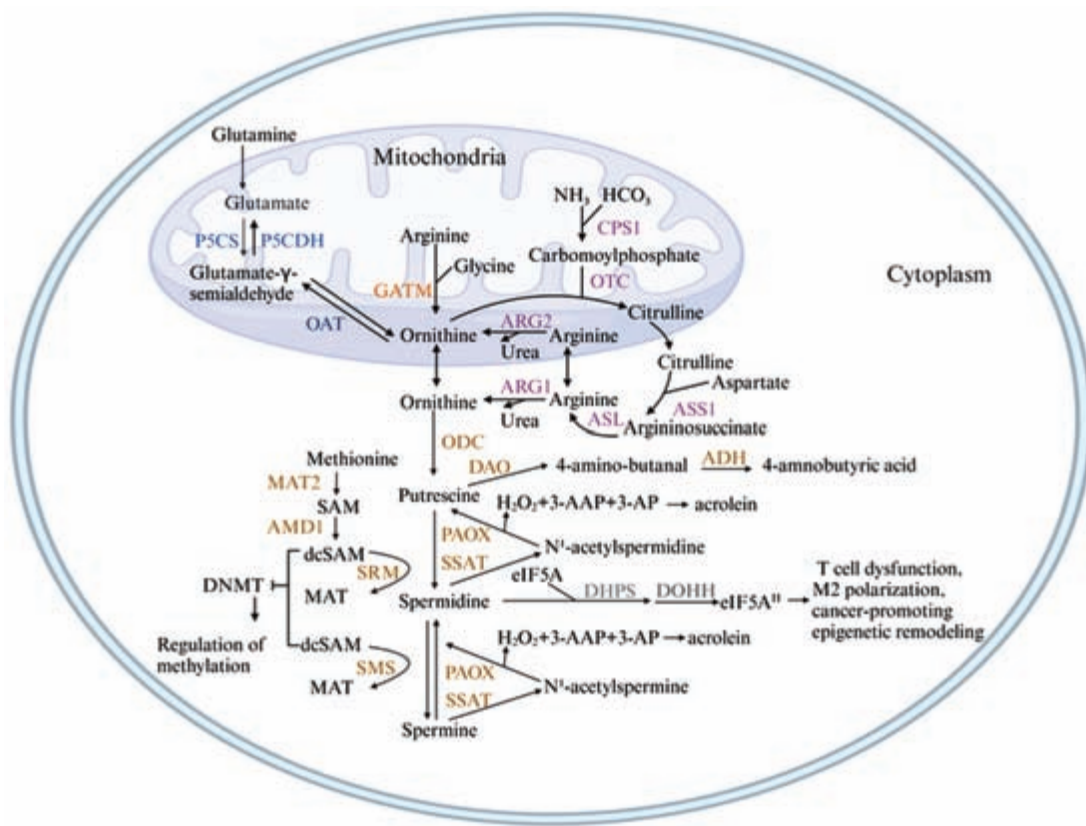 Glutamine
Mitochondria
Glutamate
NH₃ HCO₃
P5CS P5CDH
CPS1
Arginine
Carbomoylphosphate
Glycine
Glutamate-γ-
semialdehyde
GATM
OTC
Cytoplasm
OAT
Citrulline
Ornithine
ARG2
Arginine
Urea
Citrulline
Aspartate
Ornithine
ARG1
Arginine
Urea
ASL
ASS1
Argininosuccinate
ODC
Methionine
DAO
4-amino-butanal
ADH
4-amnobutyric acid
MAT2
SAM
Putrescine
H₂O₂+3-AAP+3-AP
acrolein
AMD1
PAOX
N¹-acetylspermidine
SSAT
dcSAM
SRM
eIF5A
DNMT
MAT
Spermidine
DHPS
DOHH
eIF5Aᴴ
T cell dysfunction,
M2 polarization,
cancer-promoting
epigenetic remodeling
Regulation of
methylation
dcSAM
SMS
MAT
H₂O₂+3-AAP+3-AP
acrolein
PAOX
N¹-acetylspermine
SSAT
Spermine